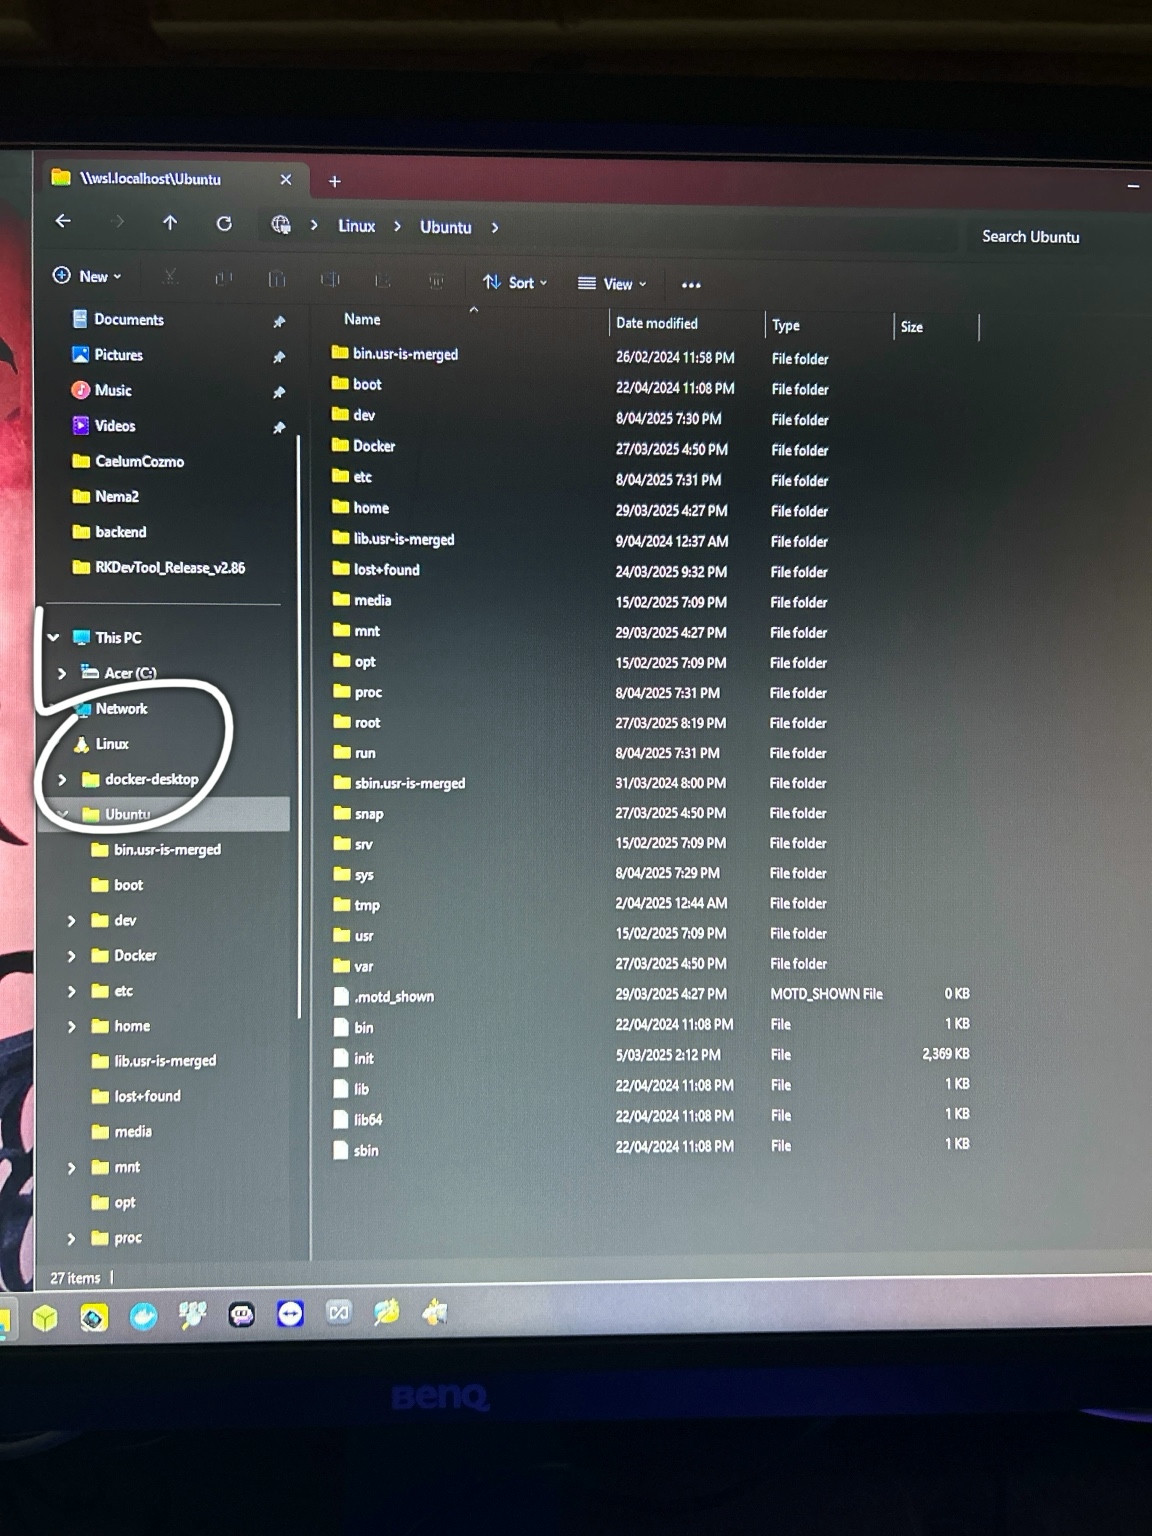 \\wsl.localhost\Ubuntu
Linux > Ubuntu >
Search Ubuntu
New
Sort
View
Documents
Pictures
Music
Videos
CaelumCozmo
Nema2
backend
RKDevTool_Release_v2.86
This PC
Acer (C:)
Network
Linux
docker-desktop
Ubuntu
bin.usr-is-merged
boot
dev
Docker
etc
home
lib.usr-is-merged
lost+found
media
mnt
opt
proc
Name Date modified Type Size
bin.usr-is-merged 26/02/2024 11:58 PM File folder
boot 22/04/2024 11:08 PM File folder
dev 8/04/2025 7:30 PM File folder
Docker 27/03/2025 4:50 PM File folder
etc 8/04/2025 7:31 PM File folder
home 29/03/2025 4:27 PM File folder
lib.usr-is-merged 9/04/2024 12:37 AM File folder
lost+found 24/03/2025 9:32 PM File folder
media 15/02/2025 7:09 PM File folder
mnt 29/03/2025 4:27 PM File folder
opt 15/02/2025 7:09 PM File folder
proc 8/04/2025 7:31 PM File folder
root 27/03/2025 8:19 PM File folder
run 8/04/2025 7:31 PM File folder
sbin.usr-is-merged 31/03/2024 8:00 PM File folder
snap 27/03/2025 4:50 PM File folder
srv 15/02/2025 7:09 PM File folder
sys 8/04/2025 7:29 PM File folder
tmp 2/04/2025 12:44 AM File folder
usr 15/02/2025 7:09 PM File folder
var 27/03/2025 4:50 PM File folder
.motd_shown 29/03/2025 4:27 PM MOTD_SHOWN File 0 KB
bin 22/04/2024 11:08 PM File 1 KB
init 5/03/2025 2:12 PM File 2,369 KB
lib 22/04/2024 11:08 PM File 1 KB
lib64 22/04/2024 11:08 PM File 1 KB
sbin 22/04/2024 11:08 PM File 1 KB
27 items
BenQ